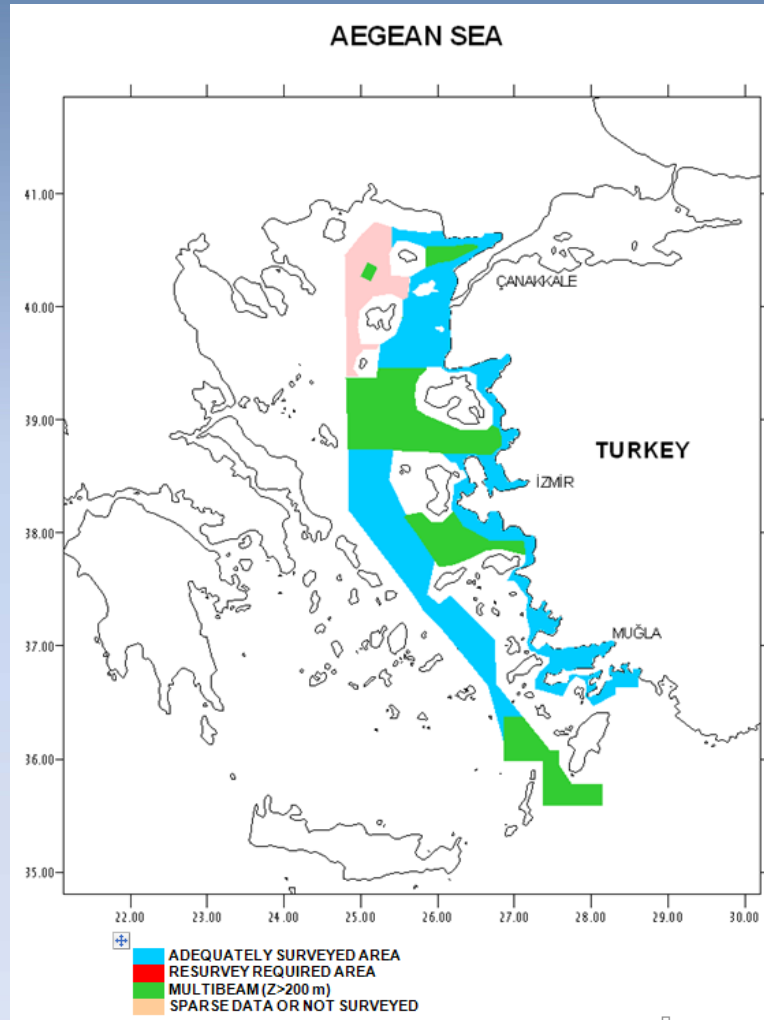 AEGEAN SEA
41.00
40.00
39.00
38.00
37.00
36.00
35.00
ÇANAKKALE
TURKEY
İZMİR
MUĞLA
22.00 23.00 24.00 25.00 26.00 27.00 28.00 29.00 30.00
ADEQUATELY SURVEYED AREA
RESURVEY REQUIRED AREA
MULTIBEAM (Z>200 m)
SPARSE DATA OR NOT SURVEYED